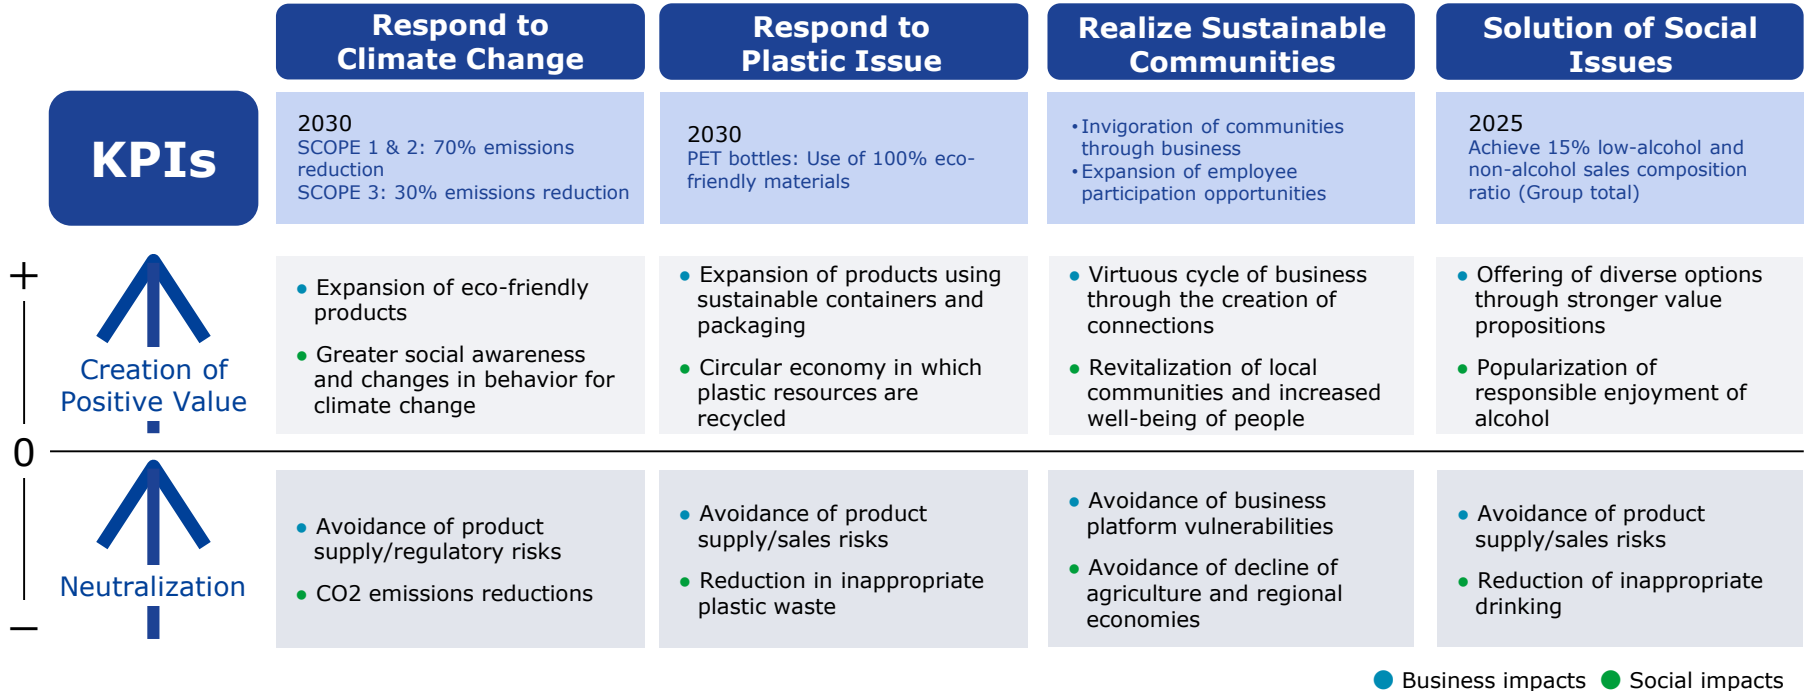 Respond to
Climate Change
Respond to
Plastic Issue
Realize Sustainable
Communities
Solution of Social
Issues
KPIs
2030
SCOPE 1 & 2: 70% emissions
reduction
SCOPE 3: 30% emissions reduction
2030
PET bottles: Use of 100% eco-
friendly materials
•Invigoration of communities
through business
•Expansion of employee
participation opportunities
2025
Achieve 15% low-alcohol and
non-alcohol sales composition
ratio (Group total)
+
Creation of
Positive Value
● Expansion of eco-friendly
products
● Greater social awareness
and changes in behavior for
climate change
● Expansion of products using
sustainable containers and
packaging
● Circular economy in which
plastic resources are
recycled
● Virtuous cycle of business
through the creation of
connections
● Revitalization of local
communities and increased
well-being of people
● Offering of diverse options
through stronger value
propositions
● Popularization of
responsible enjoyment of
alcohol
0
Neutralization
● Avoidance of product
supply/regulatory risks
● CO2 emissions reductions
● Avoidance of product
supply/sales risks
● Reduction in inappropriate
plastic waste
● Avoidance of business
platform vulnerabilities
● Avoidance of decline of
agriculture and regional
economies
● Avoidance of product
supply/sales risks
● Reduction of inappropriate
drinking
−
● Business impacts ● Social impacts